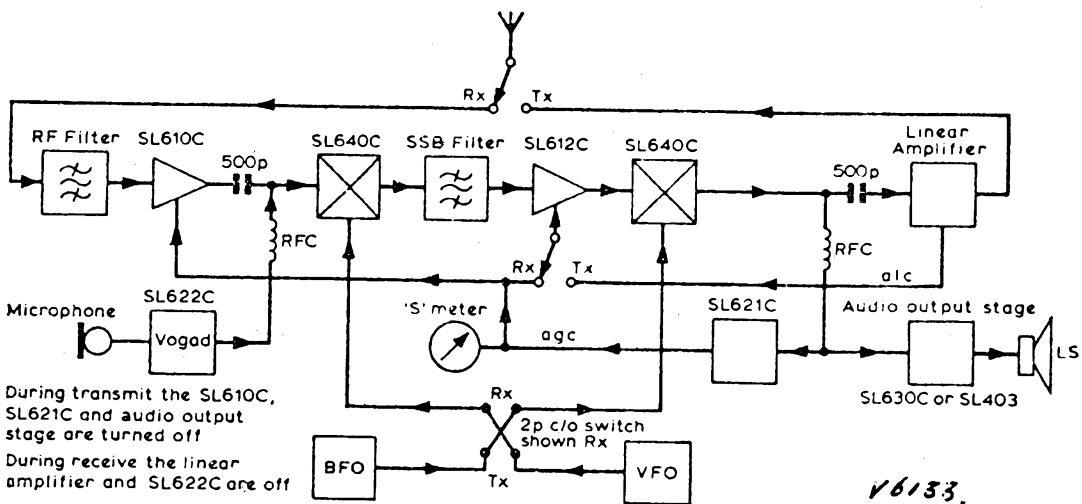 Rx
Tx
RF Filter
SL610C
500p
SL640C
SSB Filter
SL612C
SL640C
500p
Linear
Amplifier
RFC
Rx
Tx
RFC
alc
Microphone
SL622C
Vogad
'S' meter
agc
SL621C
Audio output stage
LS
SL630C or SL403
During transmit the SL610C,
SL621C and audio output
stage are turned off
During receive the linear
amplifier and SL622C are off
Rx
2p c/o switch
shown Rx
Tx
BFO
VFO
V6133.